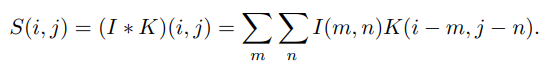 S(i, j) = (I ∗ K)(i, j) = ∑_m ∑_n I(m, n)K(i − m, j − n).